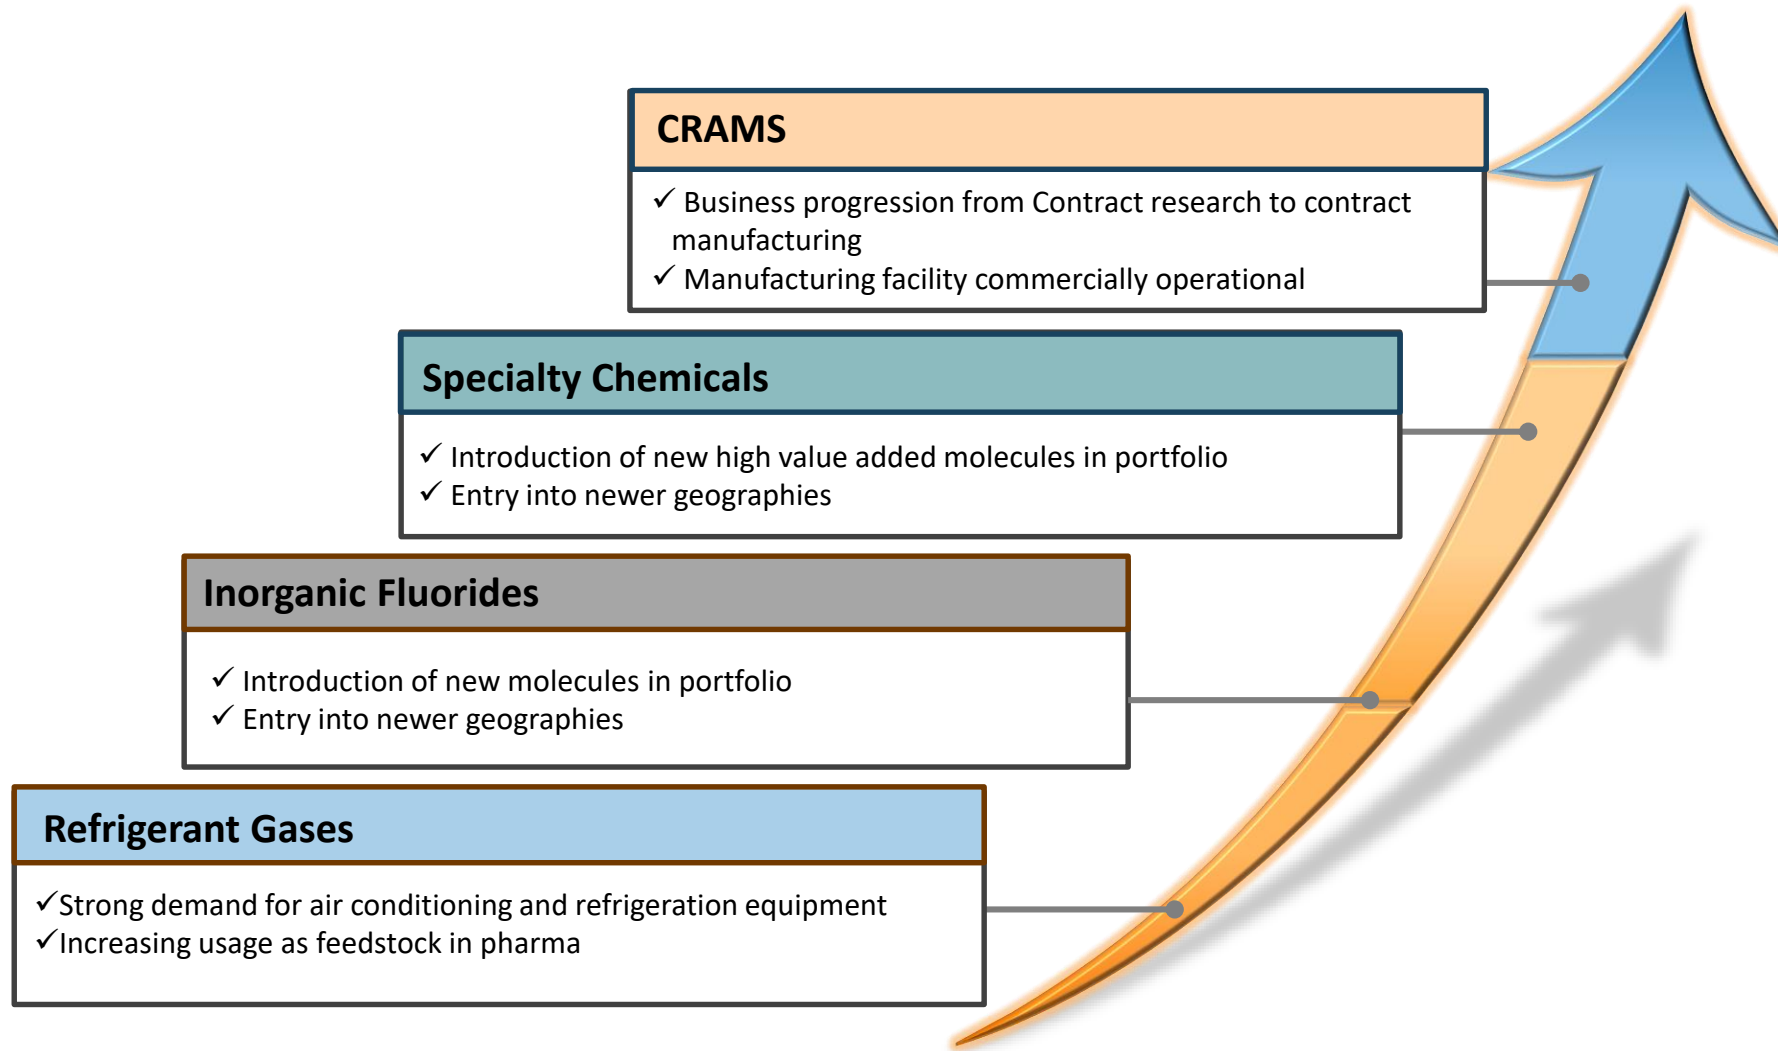 CRAMS
✓ Business progression from Contract research to contract
manufacturing
✓ Manufacturing facility commercially operational
Specialty Chemicals
✓ Introduction of new high value added molecules in portfolio
✓ Entry into newer geographies
Inorganic Fluorides
✓ Introduction of new molecules in portfolio
✓ Entry into newer geographies
Refrigerant Gases
✓Strong demand for air conditioning and refrigeration equipment
✓Increasing usage as feedstock in pharma